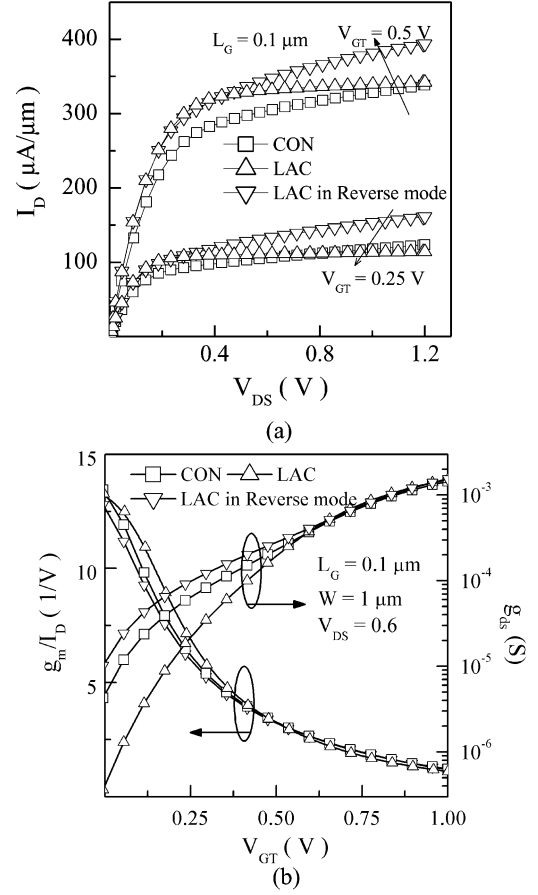 400
V_GT = 0.5 V
L_G = 0.1 μm
300
CON
LAC
200
LAC in Reverse mode
I_D ( μA/μm )
100
V_GT = 0.25 V
0.4 0.8 1.2
V_DS ( V )
(a)
15
CON LAC
LAC in Reverse mode
10^-3
L_G = 0.1 μm
10
10^-4
W = 1 μm
V_DS = 0.6
g_m/I_D (1/V)
g_ds (S)
10^-5
5
10^-6
0.25 0.50 0.75 1.00
V_GT ( V )
(b)